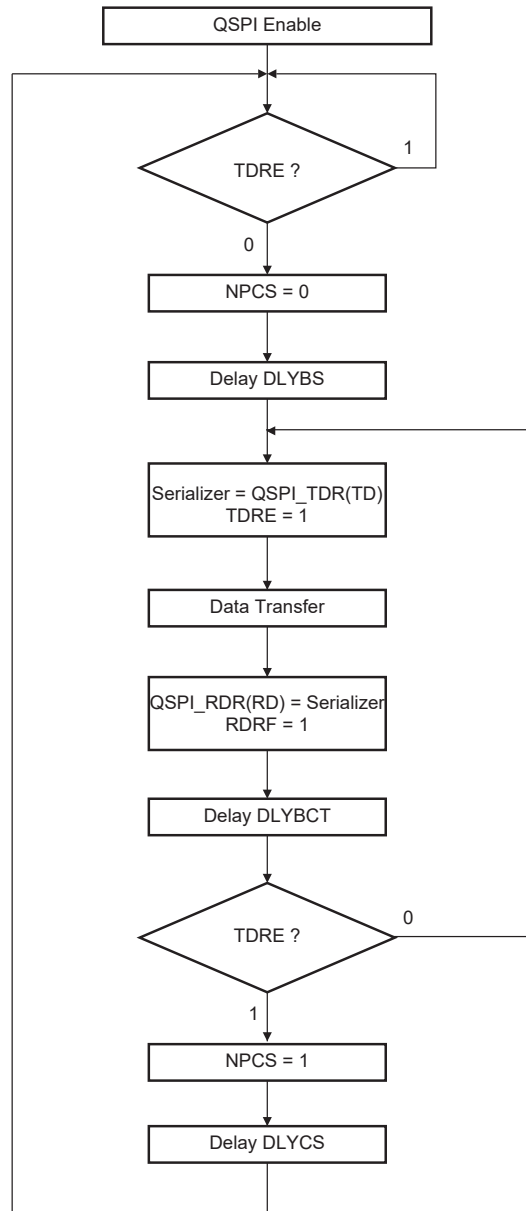 QSPI Enable
TDRE ?
1
0
NPCS = 0
Delay DLYBS
Serializer = QSPI_TDR(TD)
TDRE = 1
Data Transfer
QSPI_RDR(RD) = Serializer
RDRF = 1
Delay DLYBCT
TDRE ?
0
1
NPCS = 1
Delay DLYCS